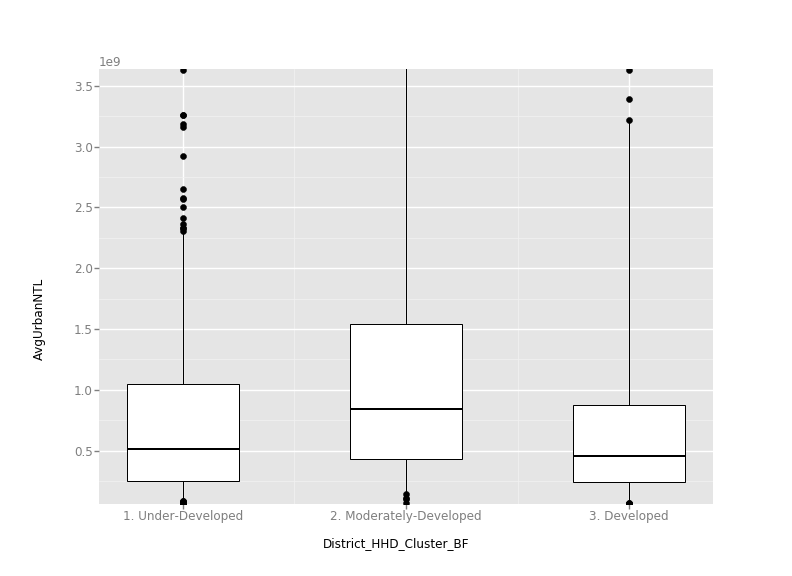 1e9
3.5
3.0
2.5
2.0
1.5
1.0
0.5
AvgUrbanNTL
1. Under-Developed
2. Moderately-Developed
3. Developed
District_HHD_Cluster_BF